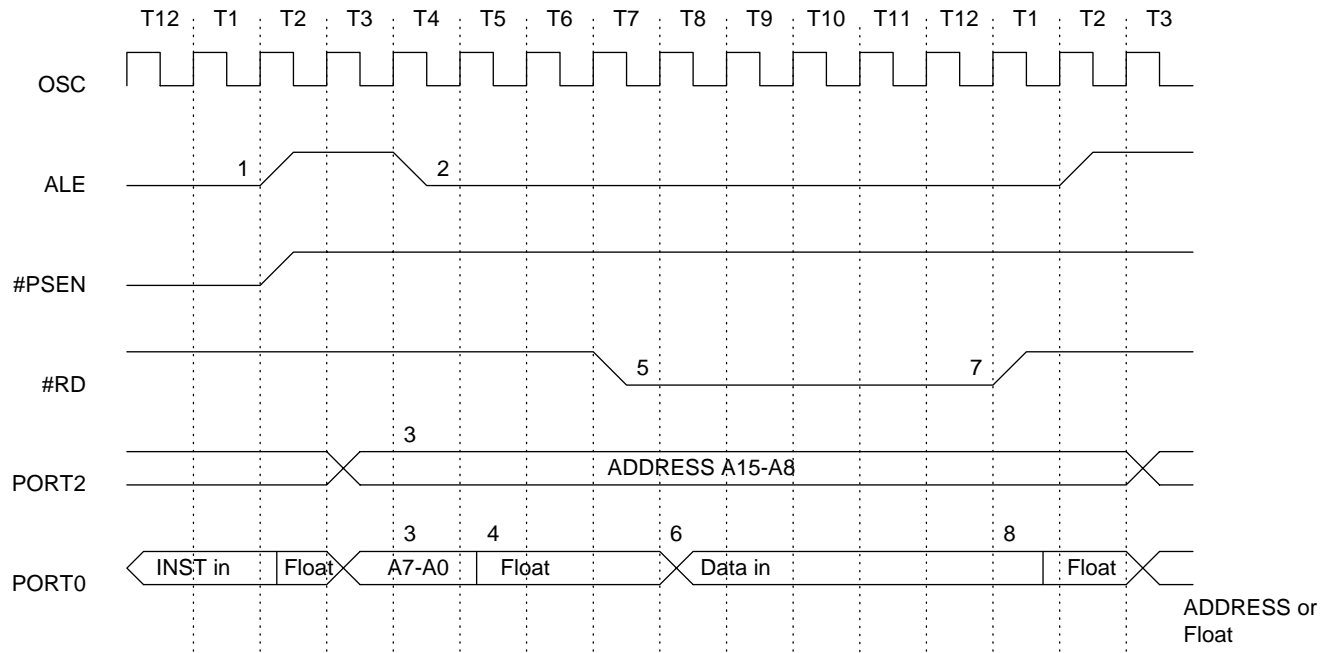 T12 T1 T2 T3 T4 T5 T6 T7 T8 T9 T10 T11 T12 T1 T2 T3
OSC
1 2
ALE
#PSEN
5 7
#RD
3
ADDRESS A15-A8
PORT2
3 4 6 8
INST in Float A7-A0 Float Data in Float
PORT0
ADDRESS or
Float